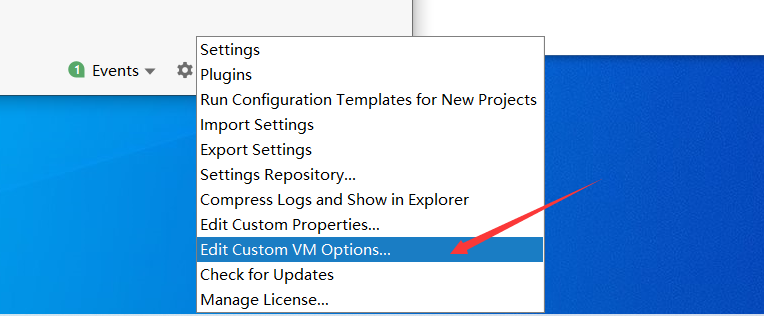 Settings
Plugins
Run Configuration Templates for New Projects
1 Events
Import Settings
Export Settings
Settings Repository...
Compress Logs and Show in Explorer
Edit Custom Properties...
Edit Custom VM Options...
Check for Updates
Manage License...